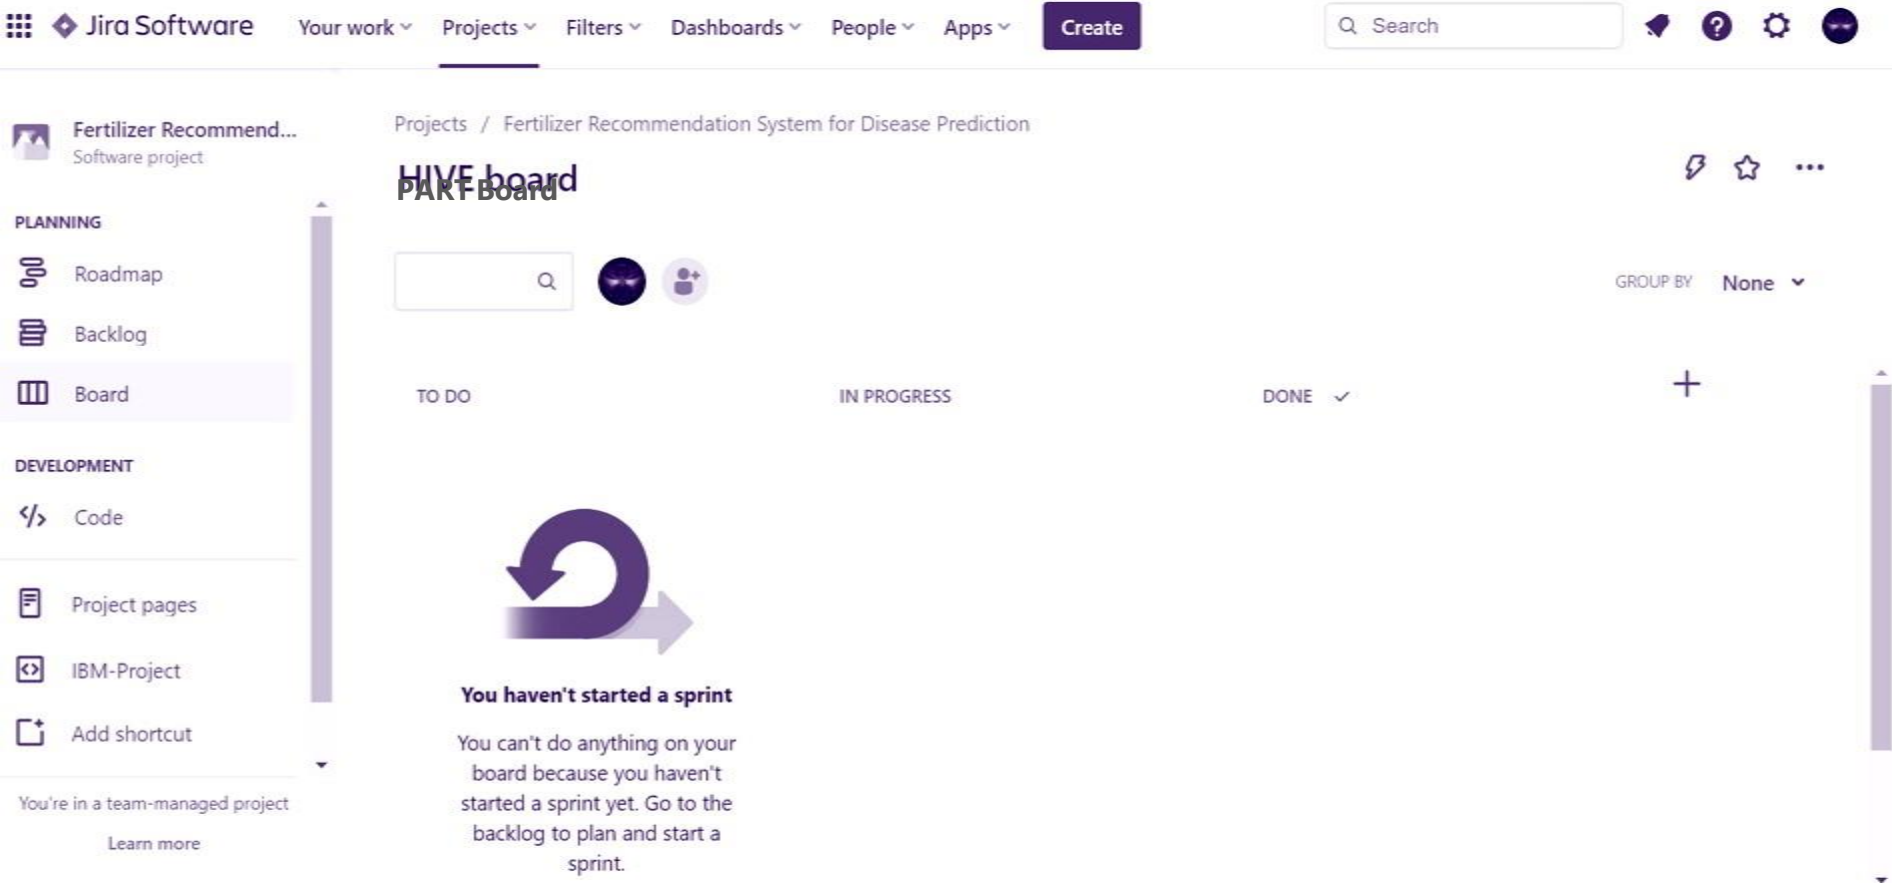 Jira Software Your work Projects Filters Dashboards People Apps Create Search
Fertilizer Recommend...
Software project
Projects / Fertilizer Recommendation System for Disease Prediction
HIVE board
PART Board
PLANNING
Roadmap
Backlog
Board
DEVELOPMENT
Code
Project pages
IBM-Project
Add shortcut
You're in a team-managed project
Learn more
GROUP BY None
TO DO IN PROGRESS DONE
You haven't started a sprint
You can't do anything on your
board because you haven't
started a sprint yet. Go to the
backlog to plan and start a
sprint.